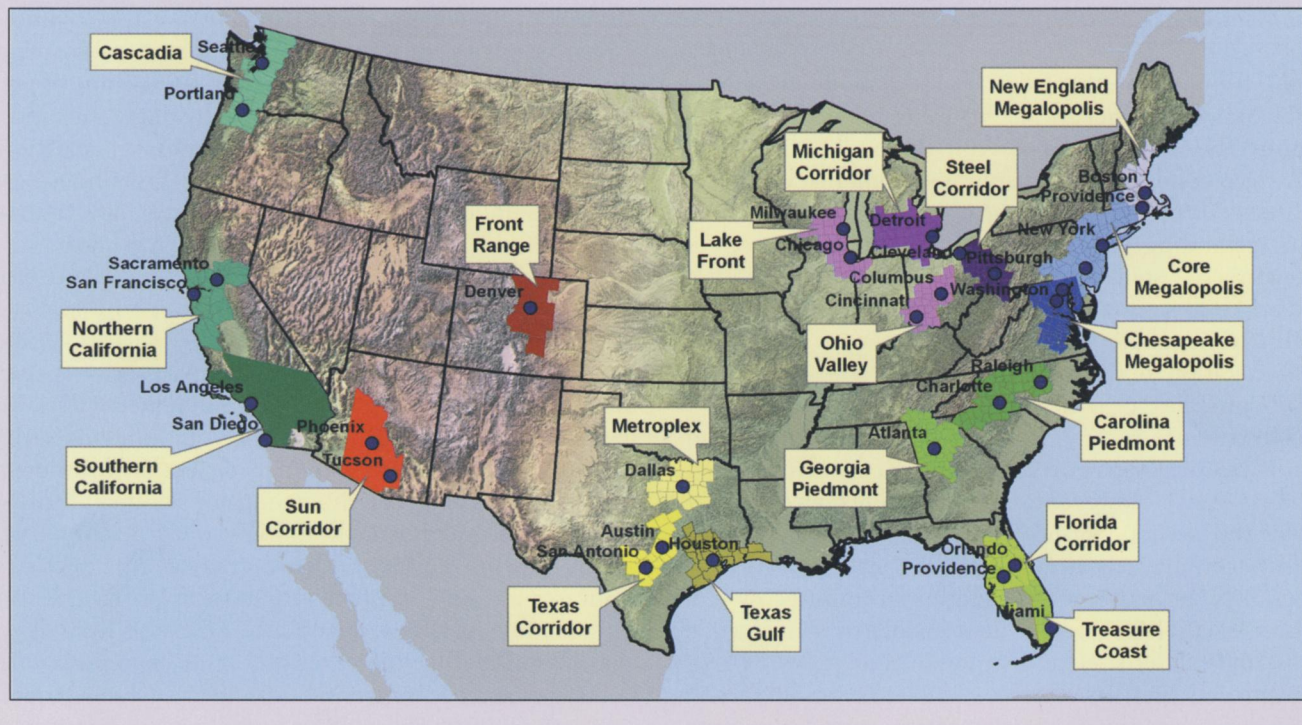 Cascadia
Seattle
Portland
New England
Megalopolis
Michigan
Corridor
Steel
Corridor
Boston
Providence
Milwaukee
Detroit
New York
Front
Range
Lake
Front
Chicago
Cleveland
Pittsburgh
Core
Megalopolis
Sacramento
San Francisco
Denver
Columbus
Washington
Cincinnati
Northern
California
Ohio
Valley
Chesapeake
Megalopolis
Raleigh
Charlotte
Los Angeles
San Diego
Phoenix
Tucson
Metroplex
Atlanta
Carolina
Piedmont
Southern
California
Dallas
Georgia
Piedmont
Sun
Corridor
Austin
San Antonio
Houston
Orlando
Providence
Florida
Corridor
Texas
Corridor
Texas
Gulf
Miami
Treasure
Coast